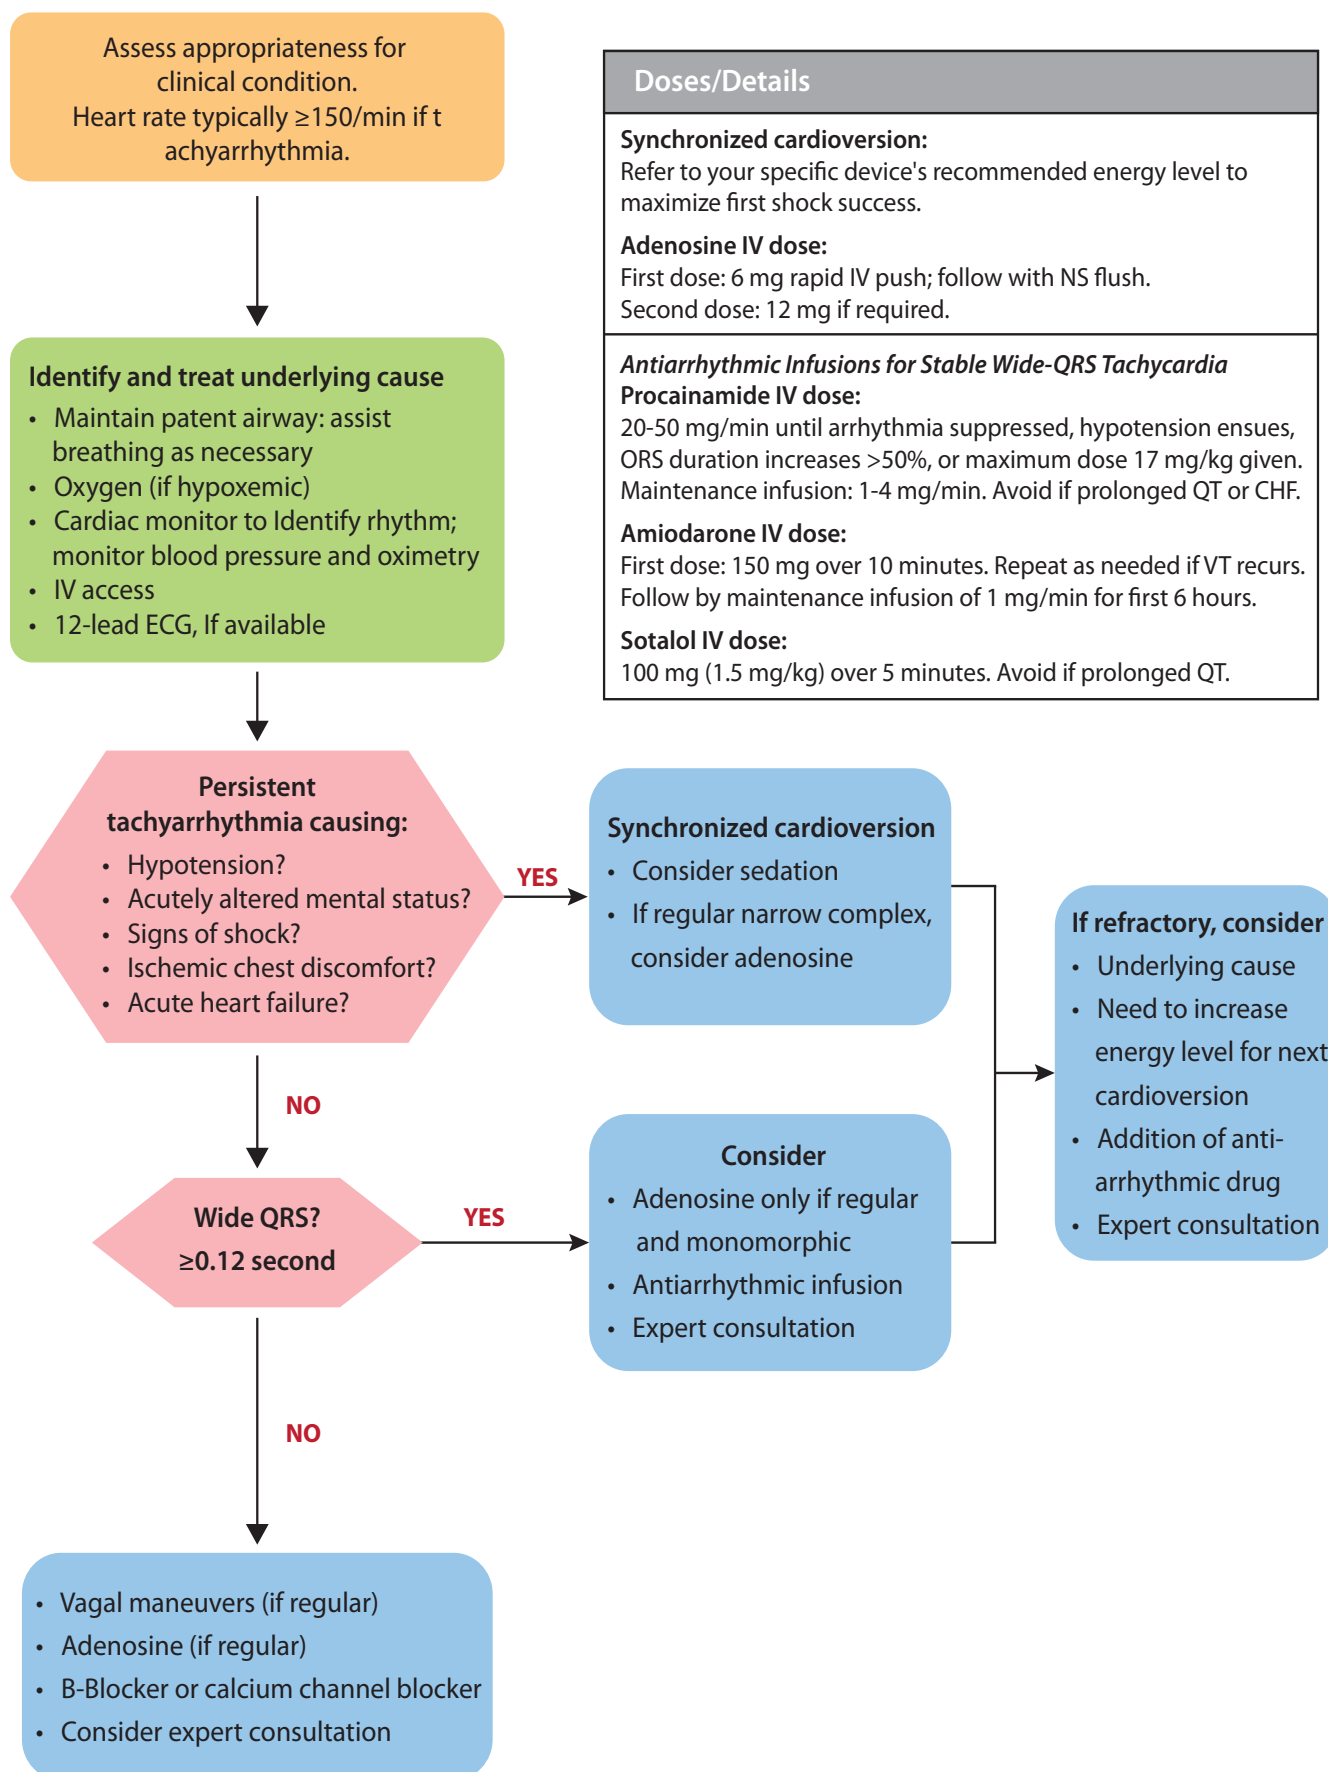 Assess appropriateness for
clinical condition.
Heart rate typically ≥150/min if t
achyarrhythmia.
Doses/Details
Synchronized cardioversion:
Refer to your specific device's recommended energy level to
maximize first shock success.
Adenosine IV dose:
First dose: 6 mg rapid IV push; follow with NS flush.
Second dose: 12 mg if required.
Antiarrhythmic Infusions for Stable Wide-QRS Tachycardia
Procainamide IV dose:
20-50 mg/min until arrhythmia suppressed, hypotension ensues,
ORS duration increases >50%, or maximum dose 17 mg/kg given.
Maintenance infusion: 1-4 mg/min. Avoid if prolonged QT or CHF.
Amiodarone IV dose:
First dose: 150 mg over 10 minutes. Repeat as needed if VT recurs.
Follow by maintenance infusion of 1 mg/min for first 6 hours.
Sotalol IV dose:
100 mg (1.5 mg/kg) over 5 minutes. Avoid if prolonged QT.
Identify and treat underlying cause
• Maintain patent airway: assist
breathing as necessary
• Oxygen (if hypoxemic)
• Cardiac monitor to Identify rhythm;
monitor blood pressure and oximetry
• IV access
• 12-lead ECG, If available
Persistent
tachyarrhythmia causing:
• Hypotension?
• Acutely altered mental status?
• Signs of shock?
• Ischemic chest discomfort?
• Acute heart failure?
YES
Synchronized cardioversion
• Consider sedation
• If regular narrow complex,
consider adenosine
If refractory, consider
• Underlying cause
• Need to increase
energy level for next
cardioversion
• Addition of anti-
arrhythmic drug
• Expert consultation
NO
Wide QRS?
≥0.12 second
YES
Consider
• Adenosine only if regular
and monomorphic
• Antiarrhythmic infusion
• Expert consultation
NO
• Vagal maneuvers (if regular)
• Adenosine (if regular)
• B-Blocker or calcium channel blocker
• Consider expert consultation